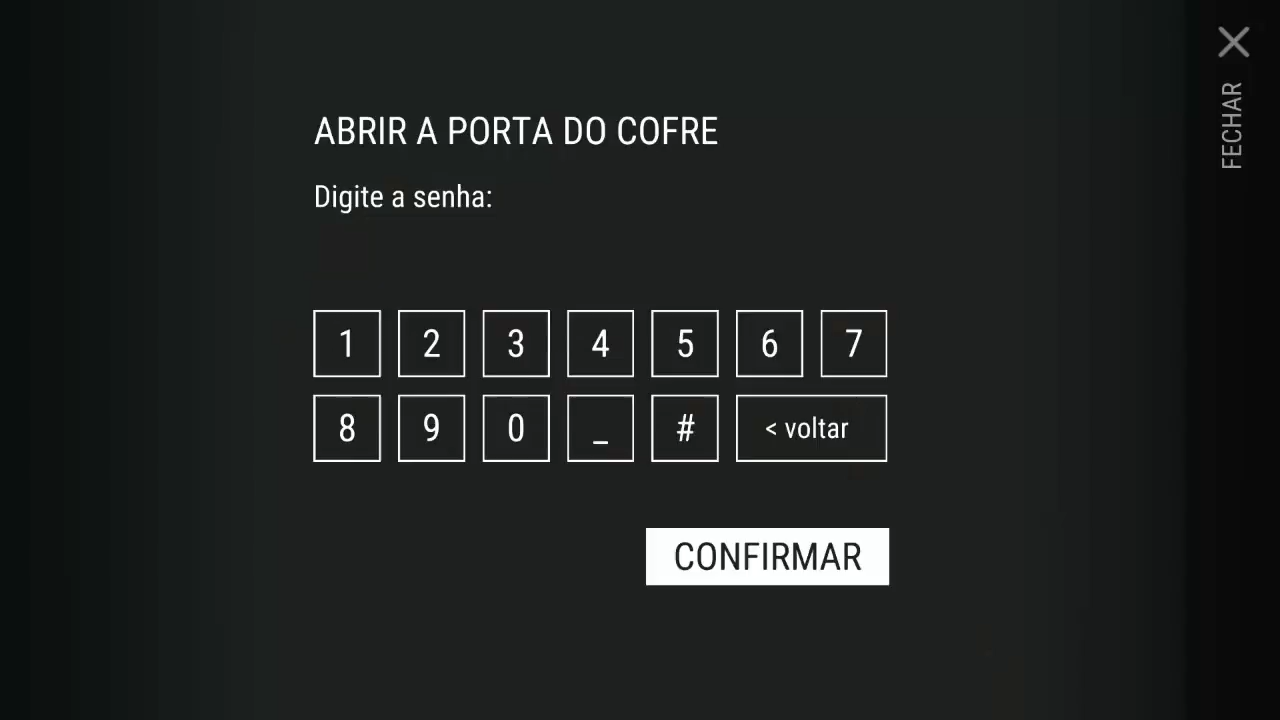 ABRIR A PORTA DO COFRE
Digite a senha:
1 2 3 4 5 6 7
8 9 0 _ # < voltar
CONFIRMAR
FECHAR